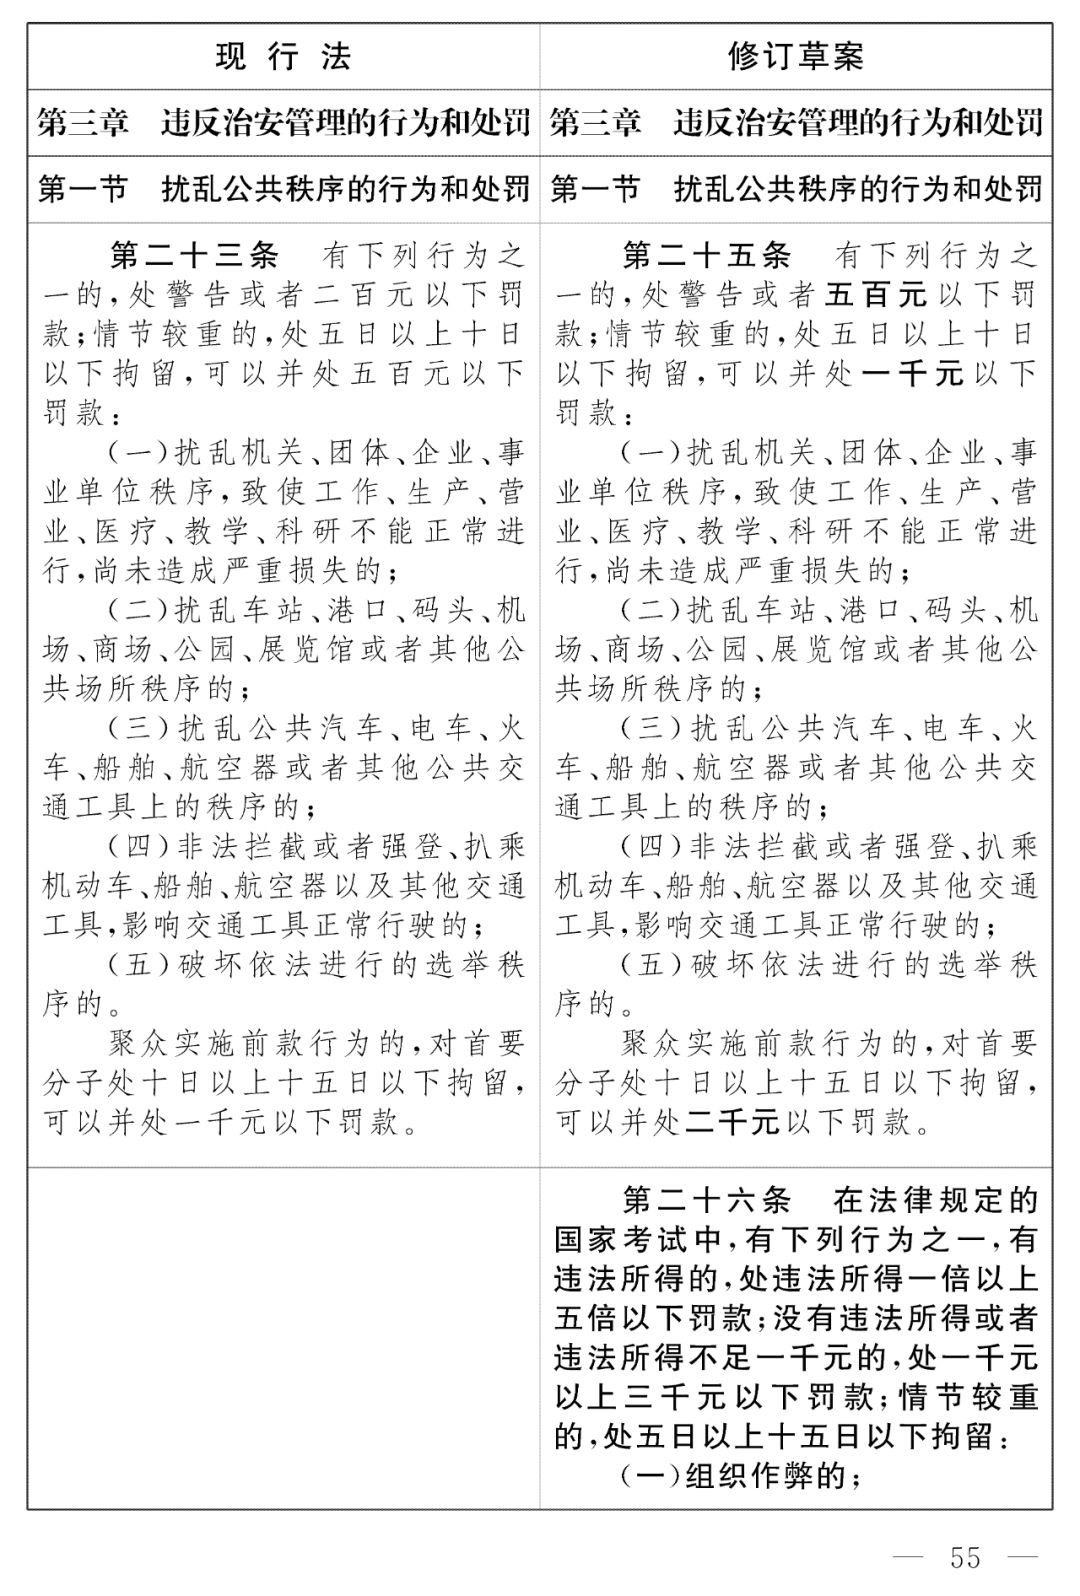 现行法
修订草案
第三章　违反治安管理的行为和处罚
第三章　违反治安管理的行为和处罚
第一节　扰乱公共秩序的行为和处罚
第一节　扰乱公共秩序的行为和处罚
第二十三条　有下列行为之
一的,处警告或者二百元以下罚
款;情节较重的,处五日以上十日
以下拘留,可以并处五百元以下
罚款:
(一)扰乱机关、团体、企业、事
业单位秩序,致使工作、生产、营
业、医疗、教学、科研不能正常进
行,尚未造成严重损失的;
(二)扰乱车站、港口、码头、机
场、商场、公园、展览馆或者其他公
共场所秩序的;
(三)扰乱公共汽车、电车、火
车、船舶、航空器或者其他公共交
通工具上的秩序的;
(四)非法拦截或者强登、扒乘
机动车、船舶、航空器以及其他交通
工具,影响交通工具正常行驶的;
(五)破坏依法进行的选举秩
序的。
聚众实施前款行为的,对首要
分子处十日以上十五日以下拘留,
可以并处一千元以下罚款。
第二十五条　有下列行为之
一的,处警告或者五百元以下罚
款;情节较重的,处五日以上十日
以下拘留,可以并处一千元以下
罚款:
(一)扰乱机关、团体、企业、事
业单位秩序,致使工作、生产、营
业、医疗、教学、科研不能正常进
行,尚未造成严重损失的;
(二)扰乱车站、港口、码头、机
场、商场、公园、展览馆或者其他公
共场所秩序的;
(三)扰乱公共汽车、电车、火
车、船舶、航空器或者其他公共交
通工具上的秩序的;
(四)非法拦截或者强登、扒乘
机动车、船舶、航空器以及其他交通
工具,影响交通工具正常行驶的;
(五)破坏依法进行的选举秩
序的。
聚众实施前款行为的,对首要
分子处十日以上十五日以下拘留,
可以并处二千元以下罚款。
第二十六条　在法律规定的
国家考试中,有下列行为之一,有
违法所得的,处违法所得一倍以上
五倍以下罚款;没有违法所得或者
违法所得不足一千元的,处一千元
以上三千元以下罚款;情节较重
的,处五日以上十五日以下拘留:
(一)组织作弊的;
— 55 —